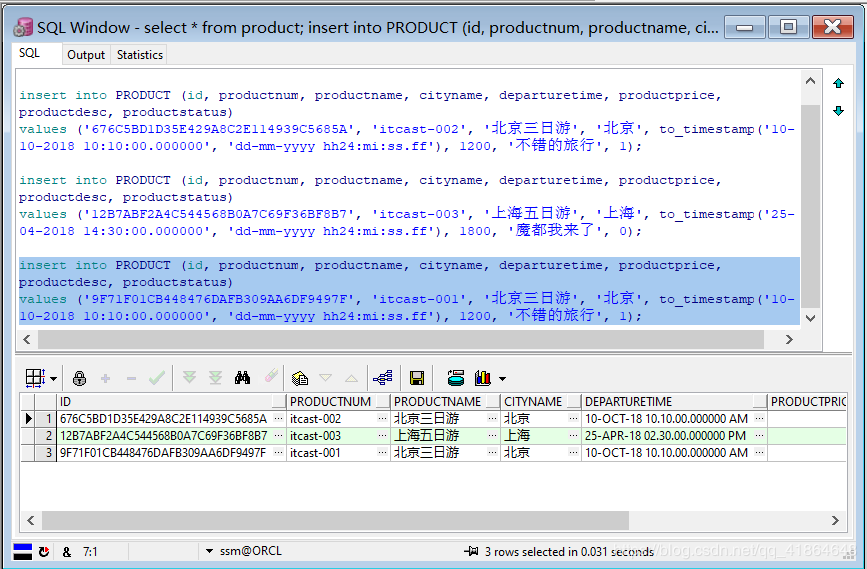 SQL Window - select * from product; insert into PRODUCT (id, productnum, productname, ci...
SQL Output Statistics
insert into PRODUCT (id, productnum, productname, cityname, departuretime, productprice,
productdesc, productstatus)
values ('676C5BD1D35E429A8C2E114939C5685A', 'itcast-002', '北京三日游', '北京', to_timestamp('10-
10-2018 10:10:00.000000', 'dd-mm-yyyy hh24:mi:ss.ff'), 1200, '不错的旅行', 1);
insert into PRODUCT (id, productnum, productname, cityname, departuretime, productprice,
productdesc, productstatus)
values ('12B7ABF2A4C544568B0A7C69F36BF8B7', 'itcast-003', '上海五日游', '上海', to_timestamp('25-
04-2018 14:30:00.000000', 'dd-mm-yyyy hh24:mi:ss.ff'), 1800, '魔都我来了', 0);
insert into PRODUCT (id, productnum, productname, cityname, departuretime, productprice,
productdesc, productstatus)
values ('9F71F01CB448476DAFB309AA6DF9497F', 'itcast-001', '北京三日游', '北京', to_timestamp('10-
10-2018 10:10:00.000000', 'dd-mm-yyyy hh24:mi:ss.ff'), 1200, '不错的旅行', 1);
ID PRODUCTNUM PRODUCTNAME CITYNAME DEPARTURETIME PRODUCTPRIC
1 676C5BD1D35E429A8C2E114939C5685A ... itcast-002 ... 北京三日游 ... 北京 ... 10-OCT-18 10.10.00.000000 AM ...
2 12B7ABF2A4C544568B0A7C69F36BF8B7 ... itcast-003 ... 上海五日游 ... 上海 ... 25-APR-18 02.30.00.000000 PM ...
3 9F71F01CB448476DAFB309AA6DF9497F ... itcast-001 ... 北京三日游 ... 北京 ... 10-OCT-18 10.10.00.000000 AM ...
& 7:1 ssm@ORCL 3 rows selected in 0.031 seconds